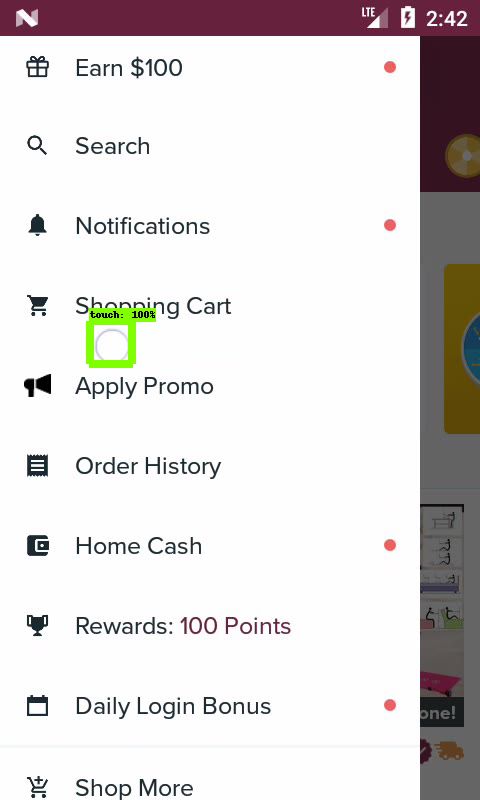 LTE 2:42
Earn $100
Search
Notifications
Shopping Cart
touch: 100%
Apply Promo
Order History
Home Cash
Rewards: 100 Points
Daily Login Bonus
one!
Shop More